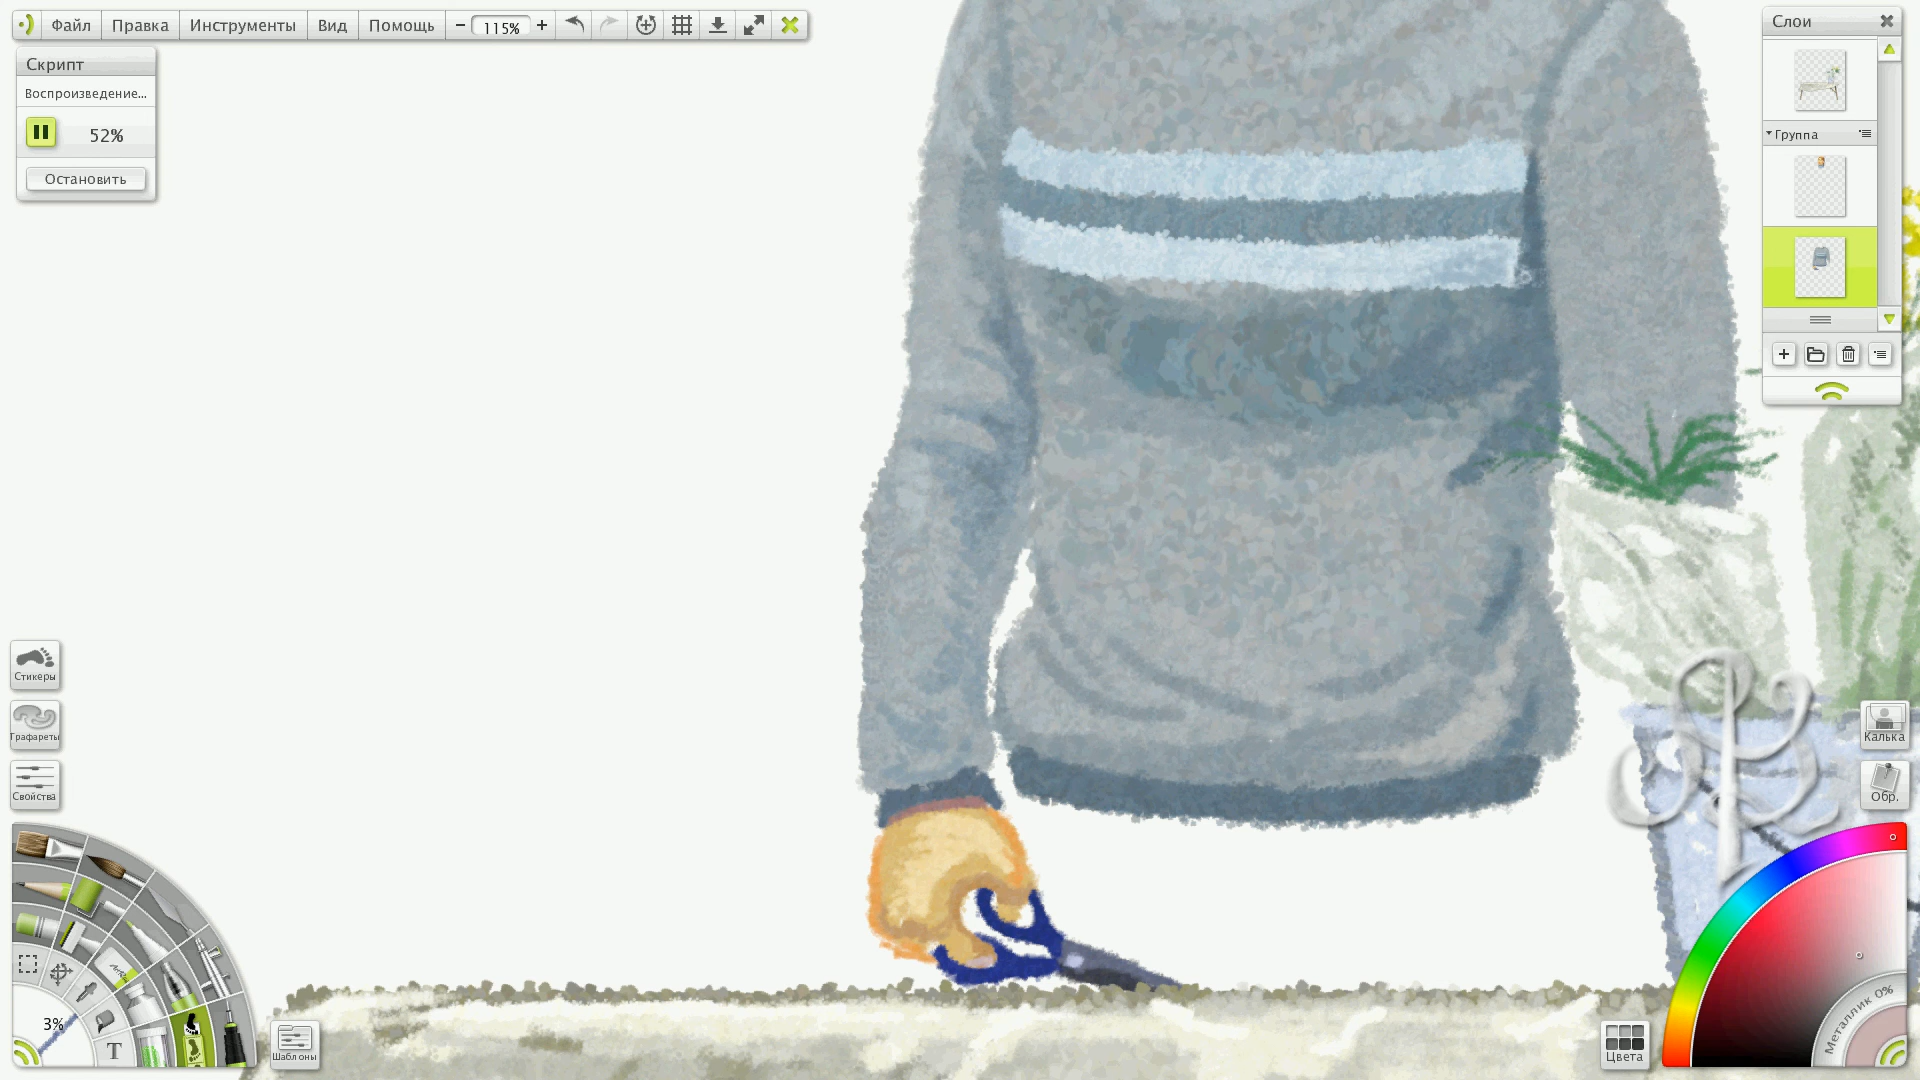 Файл Правка Инструменты Вид Помощь 115%
Скрипт
Воспроизведение...
52%
Остановить
Слои
Группа
Стикеры
Трафареты
Свойства
3%
T
Шаблоны
Калька
Обр.
Металлик 0%
Цвета